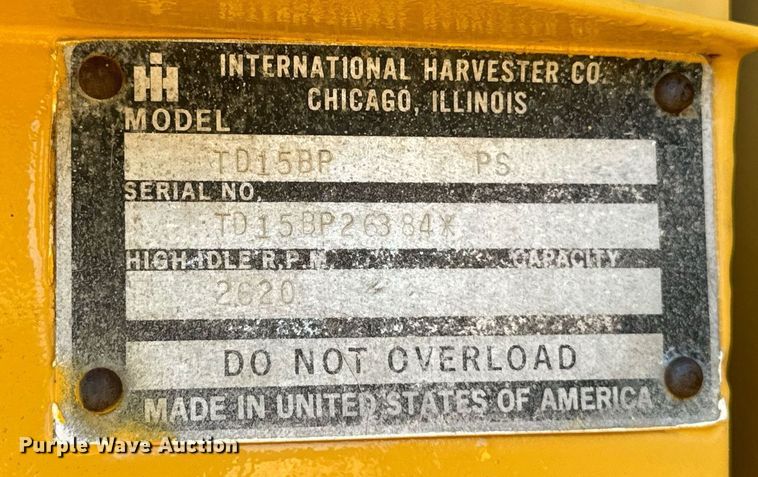 IH INTERNATIONAL HARVESTER CO.
CHICAGO, ILLINOIS
MODEL
TD15BP PS
SERIAL NO.
TD15BP26384*
HIGH IDLE R.P.M. CAPACITY
2620
DO NOT OVERLOAD
MADE IN UNITED STATES OF AMERICA
Purple Wave Auction